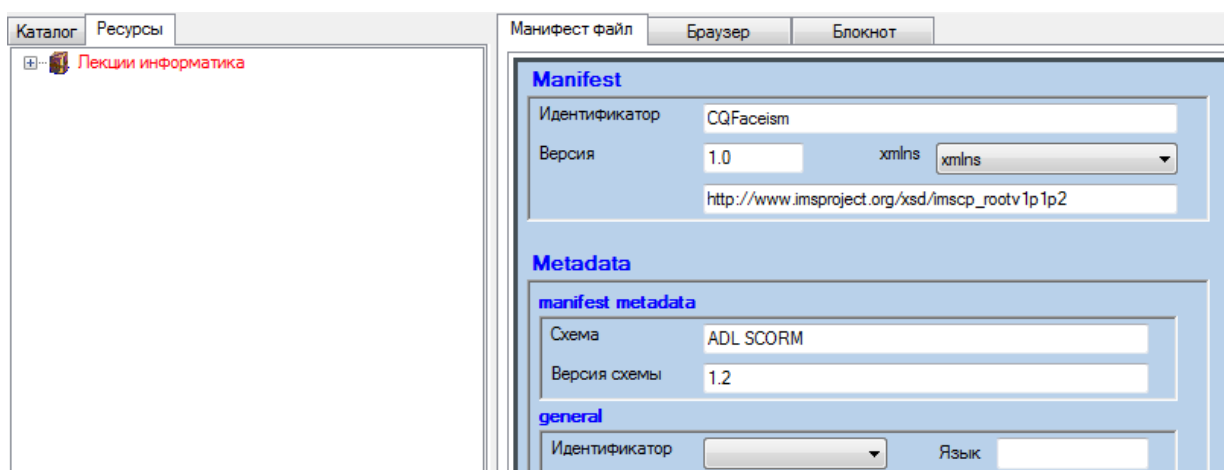 Каталог Ресурсы
Лекции информатика
Манифест файл Браузер Блокнот
Manifest
Идентификатор CQFaceism
Версия 1.0 xmlns xmlns
http://www.imsproject.org/xsd/imscp_rootv1p1p2
Metadata
manifest metadata
Схема ADL SCORM
Версия схемы 1.2
general
Идентификатор Язык